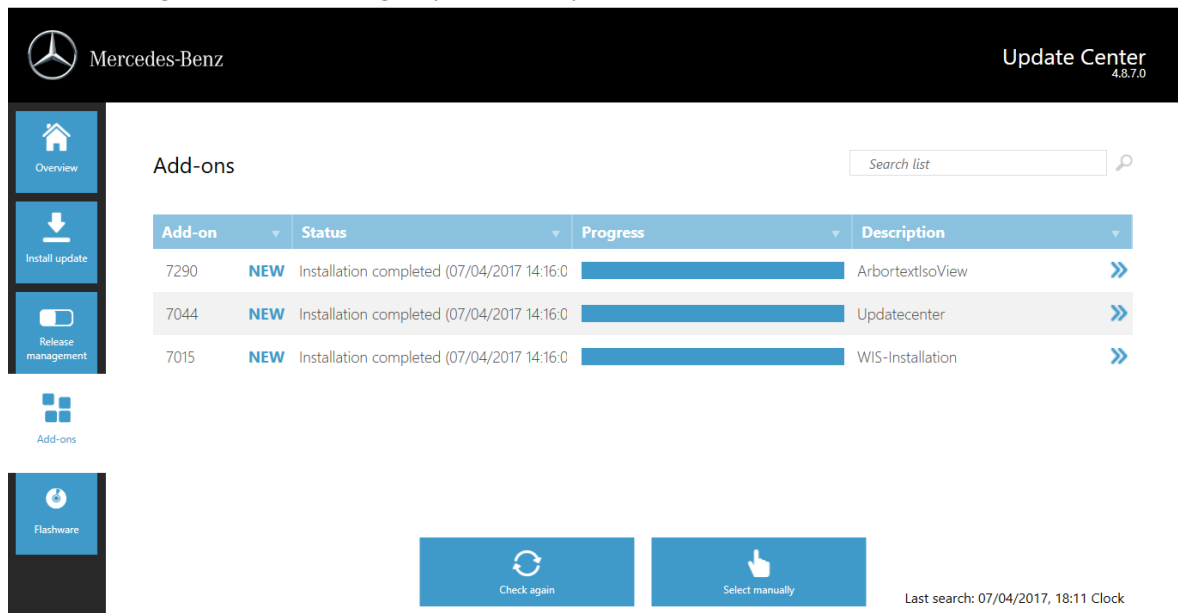 Mercedes-Benz
Update Center
4.8.7.0
Overview
Add-ons
Search list
Install update
Add-on Status Progress Description
7290 NEW Installation completed (07/04/2017 14:16:0 ArbortextIsoView
7044 NEW Installation completed (07/04/2017 14:16:0 Updatecenter
7015 NEW Installation completed (07/04/2017 14:16:0 WIS-Installation
Release
management
Add-ons
Flashware
Check again
Select manually
Last search: 07/04/2017, 18:11 Clock